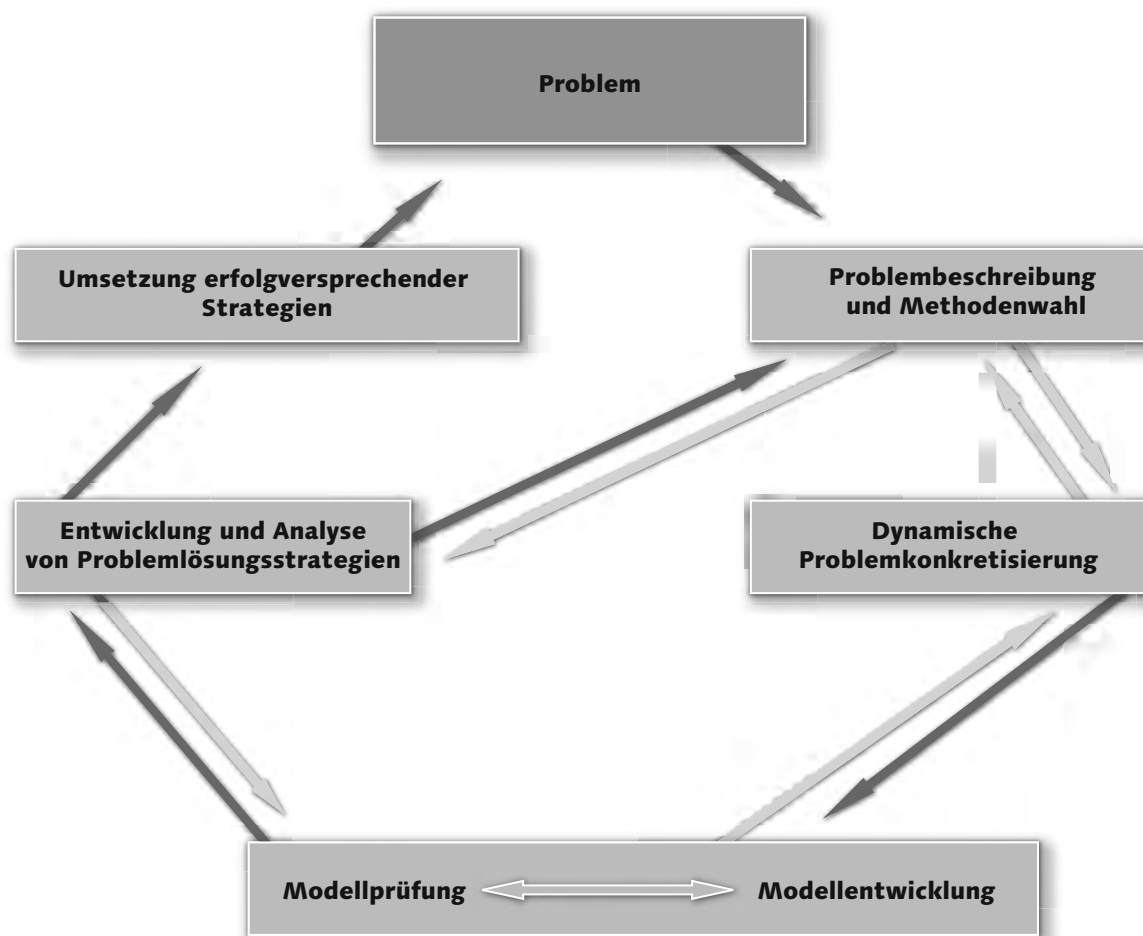 Problem
Umsetzung erfolgversprechender
Strategien
Problembeschreibung
und Methodenwahl
Entwicklung und Analyse
von Problemlösungsstrategien
Dynamische
Problemkonkretisierung
Modellprüfung
Modellentwicklung